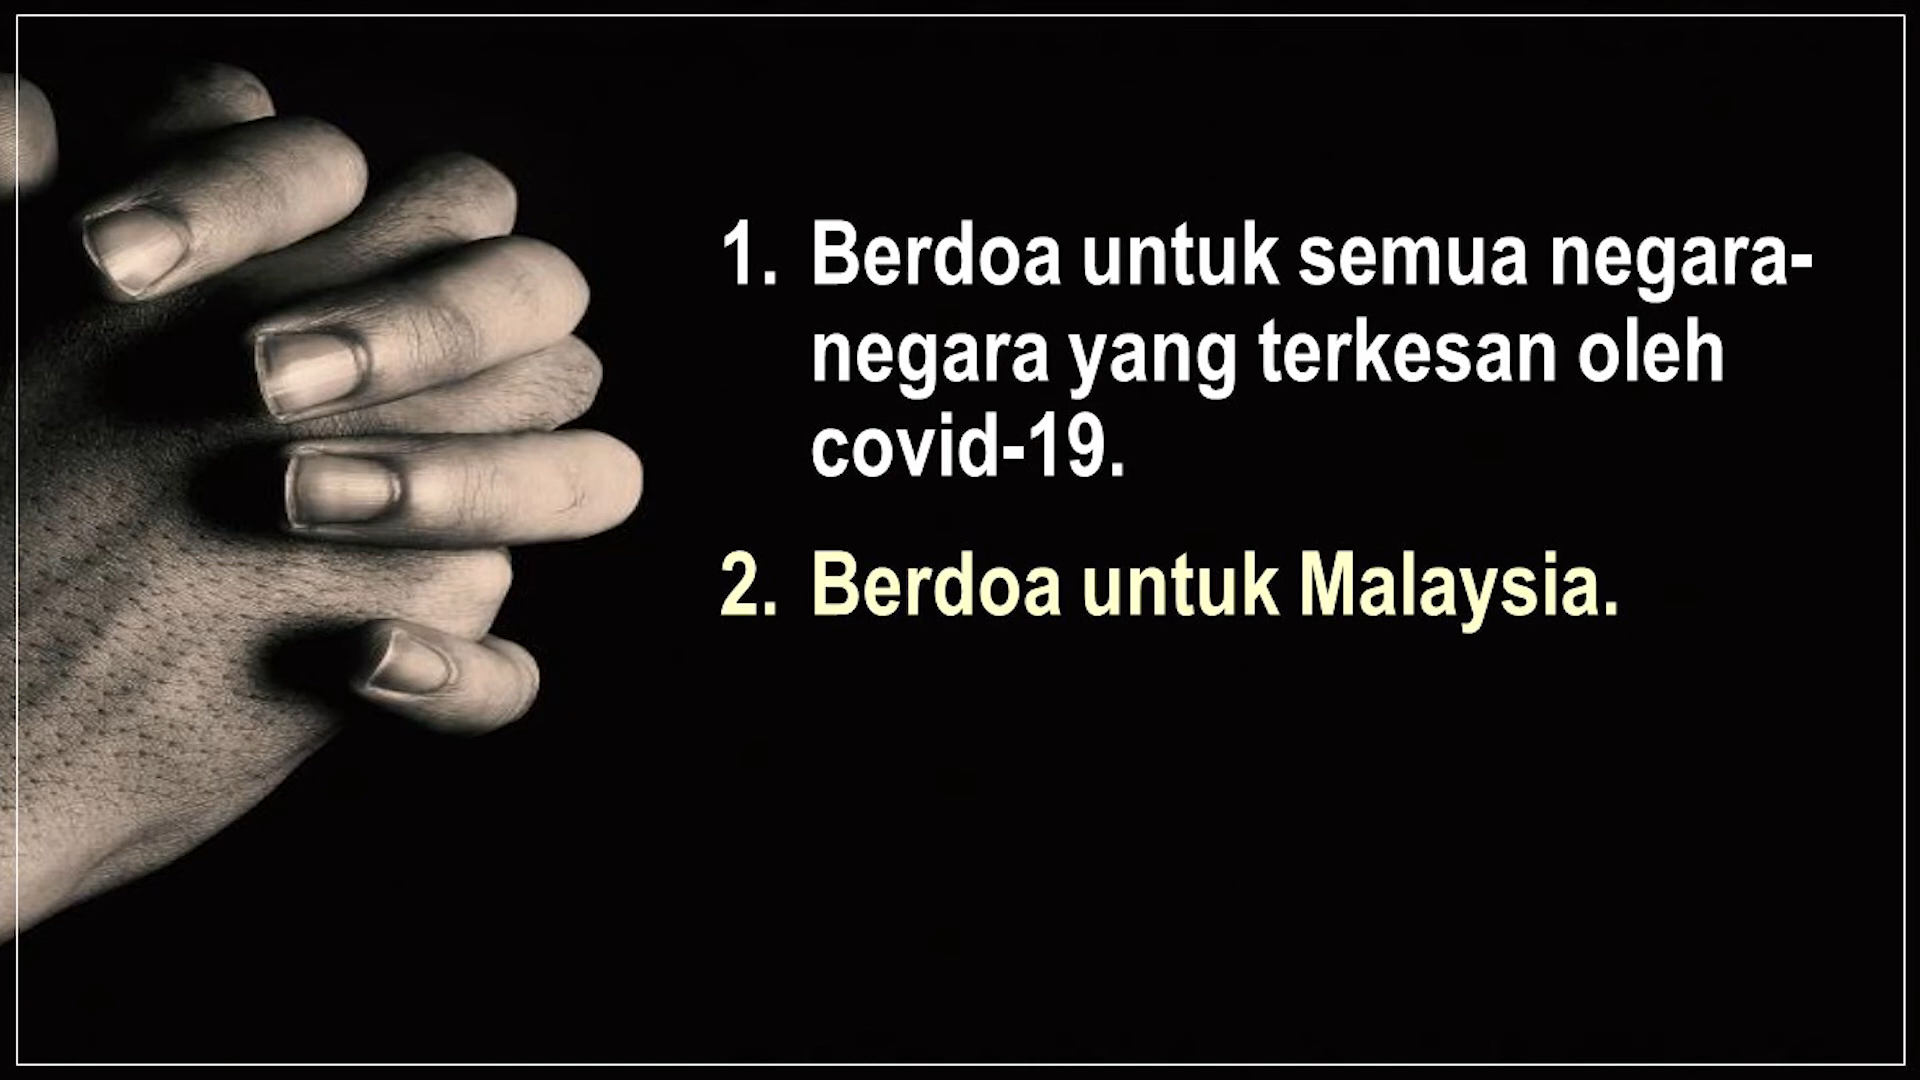 1. Berdoa untuk semua negara-
negara yang terkesan oleh
covid-19.
2. Berdoa untuk Malaysia.